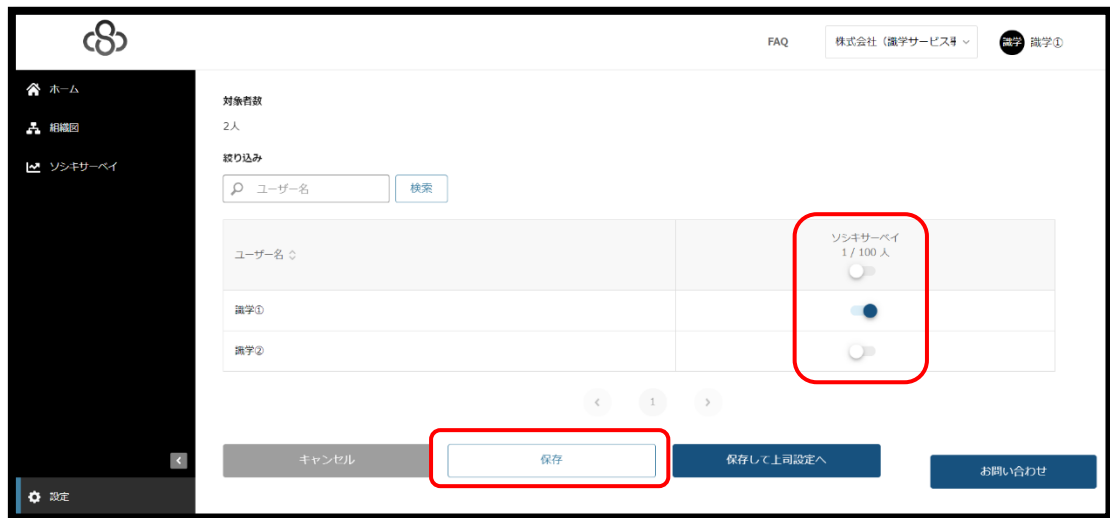 FAQ
株式会社（識学サービス事
識学
識学①
ホーム
組織図
ソシキサーベイ
対象者数
2人
絞り込み
ユーザー名
検索
ユーザー名
ソシキサーベイ
1 / 100 人
識学①
識学②
1
キャンセル
保存
保存して上司設定へ
お問い合わせ
設定